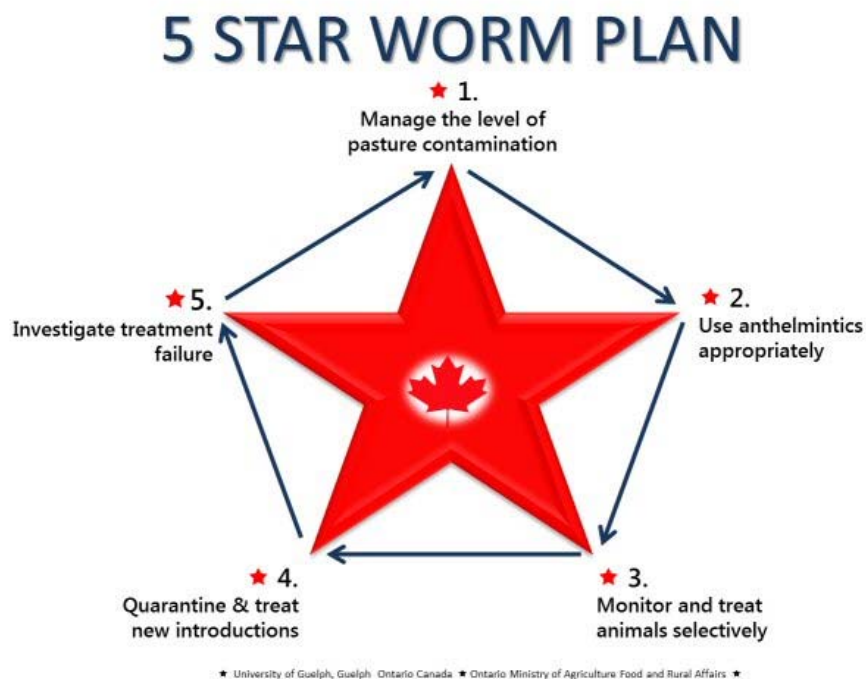 5 STAR WORM PLAN
★ 1.
Manage the level of
pasture contamination
★ 2.
Use anthelmintics
appropriately
★ 3.
Monitor and treat
animals selectively
★ 4.
Quarantine & treat
new introductions
★ 5.
Investigate treatment
failure
★ University of Guelph, Guelph Ontario Canada ★ Ontario Ministry of Agriculture Food and Rural Affairs ★